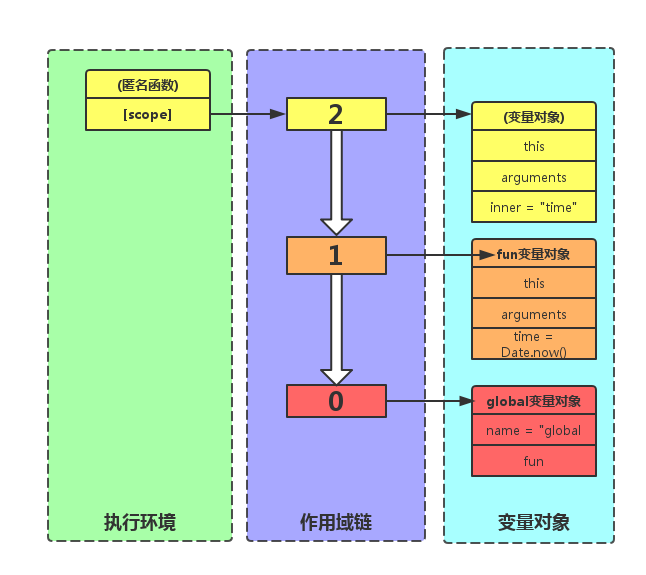 (匿名函数)
[scope]
执行环境
2
1
0
作用域链
(变量对象)
this
arguments
inner = "time"
fun变量对象
this
arguments
time =
Date.now()
global变量对象
name = "global
fun
变量对象